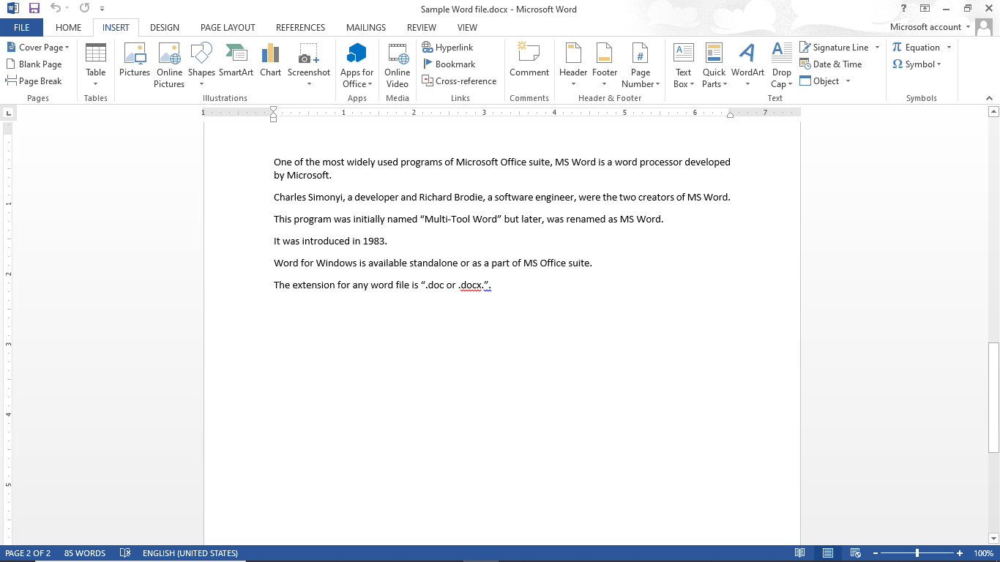 Sample Word file.docx - Microsoft Word
?
FILE HOME INSERT DESIGN PAGE LAYOUT REFERENCES MAILINGS REVIEW VIEW Microsoft account
Cover Page
Blank Page
Page Break
Pages
Table
Tables
Pictures
Online
Pictures
Shapes
SmartArt
Chart
Screenshot
Illustrations
Apps for
Office
Apps
Online
Video
Media
Hyperlink
Bookmark
Cross-reference
Links
Comment
Comments
Header
Footer
Page
Number
Header & Footer
Text
Box
Quick
Parts
WordArt
Drop
Cap
Signature Line
Date & Time
Object
Text
Equation
Symbol
Symbols
1 1 2 3 4 5 6 7
One of the most widely used programs of Microsoft Office suite, MS Word is a word processor developed
by Microsoft.
Charles Simonyi, a developer and Richard Brodie, a software engineer, were the two creators of MS Word.
This program was initially named “Multi-Tool Word” but later, was renamed as MS Word.
It was introduced in 1983.
Word for Windows is available standalone or as a part of MS Office suite.
The extension for any word file is “.doc or .docx.”.
1
2
3
4
5
PAGE 2 OF 2 85 WORDS ENGLISH (UNITED STATES) 100%